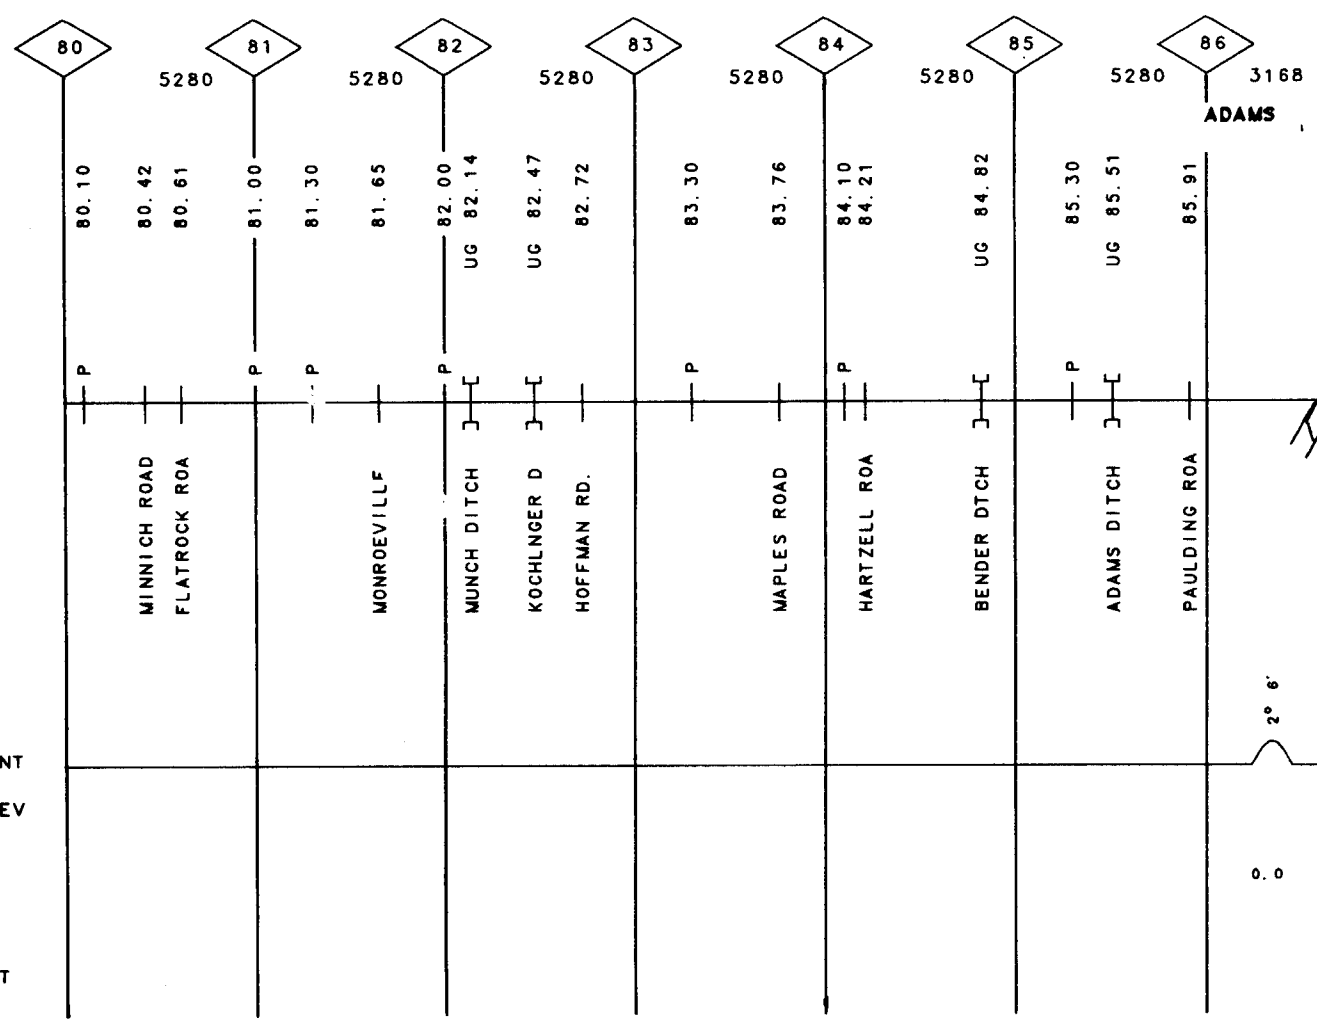 80 81 82 83 84 85 86
5280 5280 5280 5280 5280 5280 3168
ADAMS
80.10
80.42
80.61
81.00
81.30
81.65
82.00
UG 82.14
UG 82.47
82.72
83.30
83.76
84.10
84.21
UG 84.82
85.30
UG 85.51
85.91
P P P P P P P
MINNICH ROAD
FLATROCK ROA
MONROEVILLE
MUNCH DITCH
KOCHLNGER D
HOFFMAN RD.
MAPLES ROAD
HARTZELL ROA
BENDER DTCH
ADAMS DITCH
PAULDING ROA
2° 6'
NT
EV
0.0
T